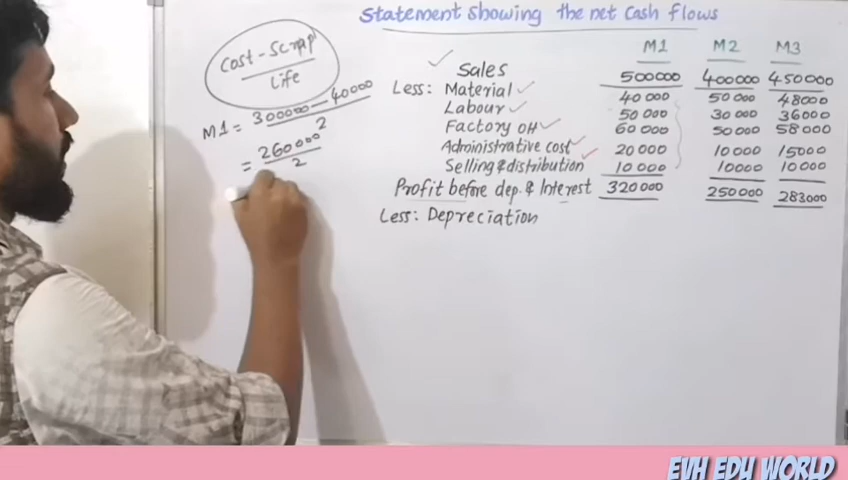 Statement showing the net cash flows
M1 M2 M3
Sales 500000 400000 450000
Less: Material 40000 50000 48000
Labour 50000 30000 36000
Factory OH 60000 50000 58000
Administrative cost 20000 10000 15000
Selling & distribution 10000 10000 10000
Profit before dep. & Interest 320000 250000 283000
Less: Depreciation
Cost - Scrap
Life
M1 = 300000 - 40000
2
= 260000
2
EVH EDU WORLD